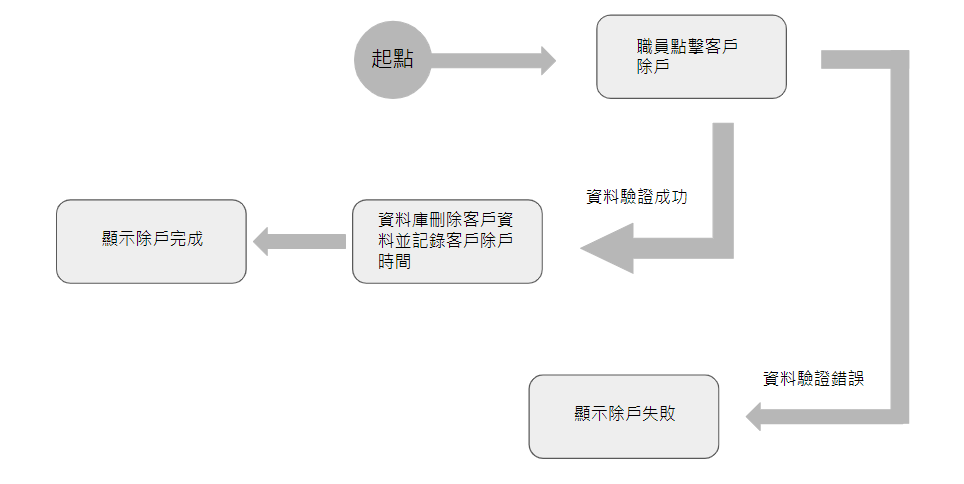 起點
職員點擊客戶
除戶
資料驗證成功
資料庫刪除客戶資
料並記錄客戶除戶
時間
顯示除戶完成
資料驗證錯誤
顯示除戶失敗